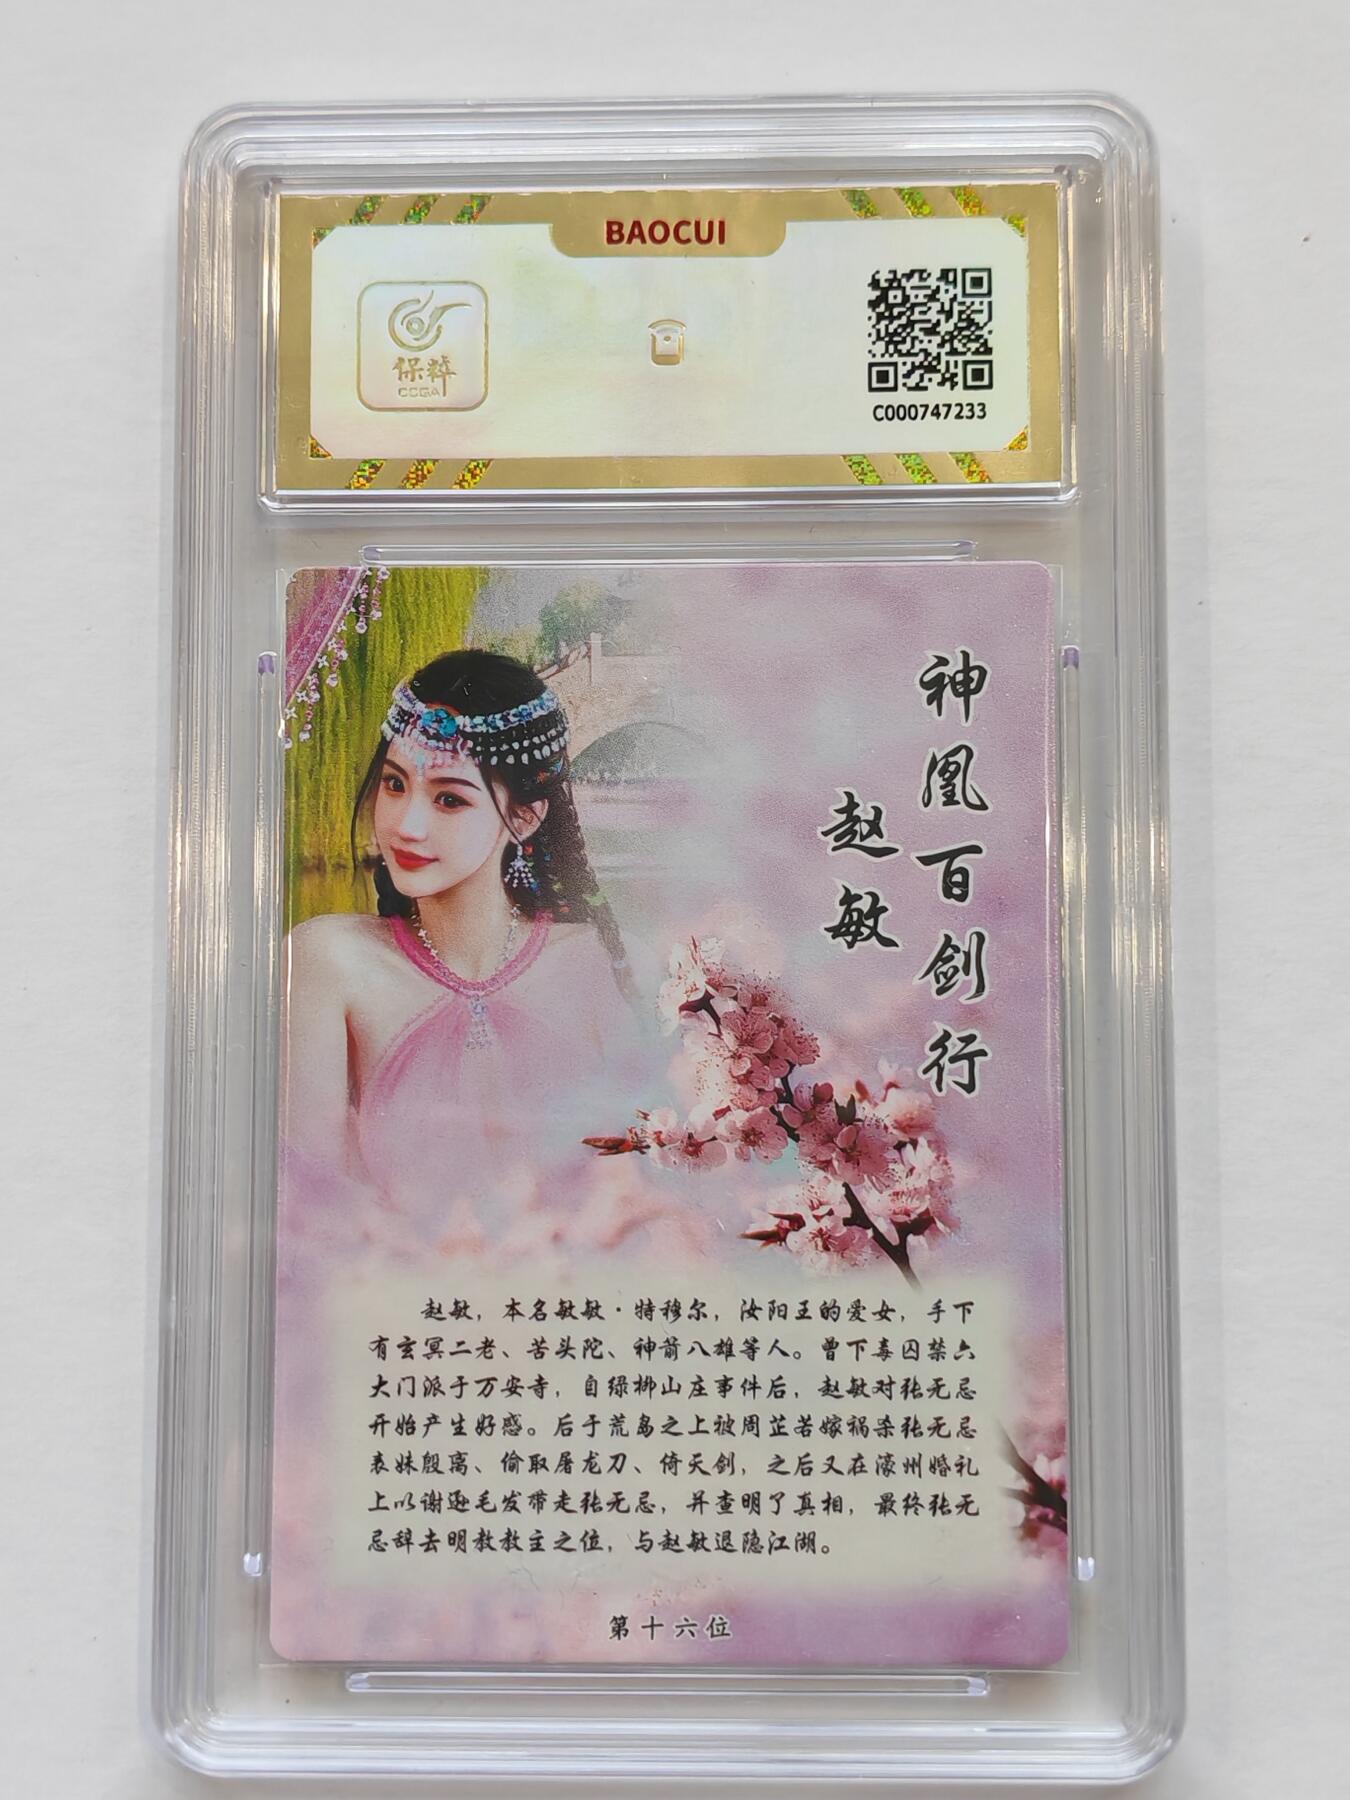 BAOCUI
保粹
CCGA
C000747233
神凰百剑行
赵敏
赵敏，本名敏敏·特穆尔，汝阳王的爱女，手下
有玄冥二老、苦头陀、神箭八雄等人。曾下毒囚禁六
大门派于万安寺，自绿柳山庄事件后，赵敏对张无忌
开始产生好感。后于荒岛之上被周芷若嫁祸杀张无忌
表妹殷离、偷取屠龙刀、倚天剑，之后又在濠州婚礼
上以谢逊毛发带走张无忌，并查明了真相，最终张无
忌辞去明教教主之位，与赵敏退隐江湖。
第十六位